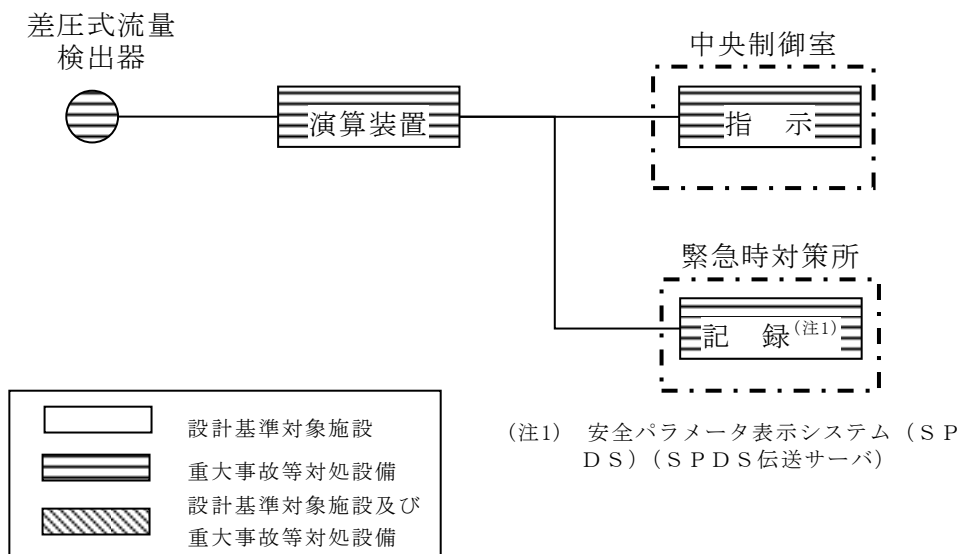 差圧式流量
検出器
中央制御室
演算装置
指　示
緊急時対策所
記　録(注1)
設計基準対象施設
重大事故等対処設備
設計基準対象施設及び
重大事故等対処設備
(注1)　安全パラメータ表示システム（ＳＰ
ＤＳ）（ＳＰＤＳ伝送サーバ）